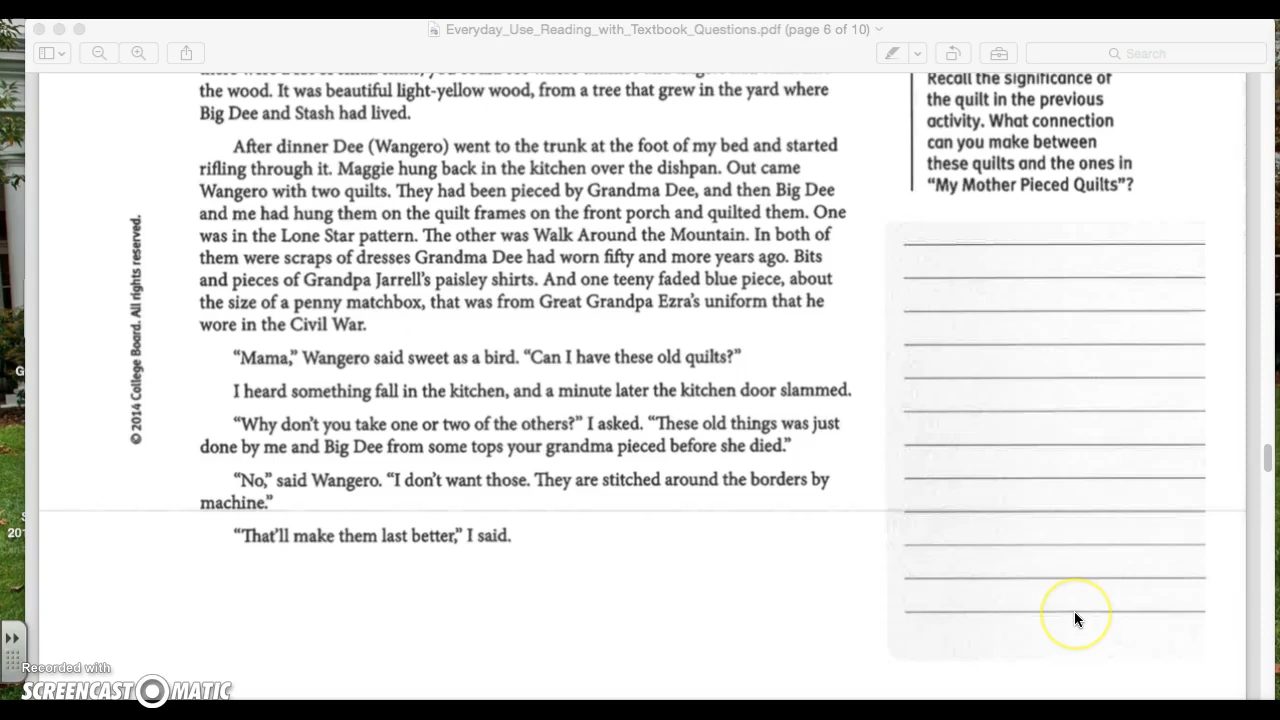 Everyday_Use_Reading_with_Textbook_Questions.pdf (page 6 of 10)
Search
the wood. It was beautiful light-yellow wood, from a tree that grew in the yard where
Big Dee and Stash had lived.
After dinner Dee (Wangero) went to the trunk at the foot of my bed and started
rifling through it. Maggie hung back in the kitchen over the dishpan. Out came
Wangero with two quilts. They had been pieced by Grandma Dee, and then Big Dee
and me had hung them on the quilt frames on the front porch and quilted them. One
was in the Lone Star pattern. The other was Walk Around the Mountain. In both of
them were scraps of dresses Grandma Dee had worn fifty and more years ago. Bits
and pieces of Grandpa Jarrell's paisley shirts. And one teeny faded blue piece, about
the size of a penny matchbox, that was from Great Grandpa Ezra's uniform that he
wore in the Civil War.
“Mama,” Wangero said sweet as a bird. “Can I have these old quilts?”
I heard something fall in the kitchen, and a minute later the kitchen door slammed.
“Why don't you take one or two of the others?” I asked. “These old things was just
done by me and Big Dee from some tops your grandma pieced before she died.”
“No,” said Wangero. “I don't want those. They are stitched around the borders by
machine.”
“That'll make them last better,” I said.
Recall the significance of
the quilt in the previous
activity. What connection
can you make between
these quilts and the ones in
“My Mother Pieced Quilts”?
© 2014 College Board. All rights reserved.
Recorded with
SCREENCAST O MATIC